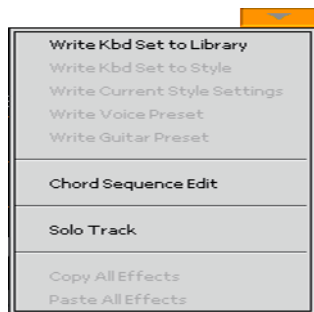 Write Kbd Set to Library
Write Kbd Set to Style
Write Current Style Settings
Write Voice Preset
Write Guitar Preset
Chord Sequence Edit
Solo Track
Copy All Effects
Paste All Effects